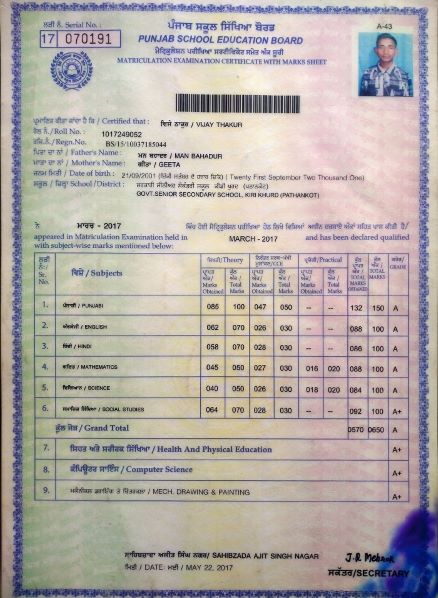 ਲੜੀ ਨੰ./ Serial No. :
17 070191
A-43
ਪੰਜਾਬ ਸਕੂਲ ਸਿੱਖਿਆ ਬੋਰਡ
PUNJAB SCHOOL EDUCATION BOARD
ਮੈਟ੍ਰਿਕੂਲੇਸ਼ਨ ਪਰੀਖਿਆ ਸਰਟੀਫਿਕੇਟ ਸਮੇਤ ਅੰਕ ਸੂਚੀ
MATRICULATION EXAMINATION CERTIFICATE WITH MARKS SHEET
ਪ੍ਰਮਾਣਿਤ ਕੀਤਾ ਜਾਂਦਾ ਹੈ ਕਿ / Certified that : ਵਿਜੇ ਠਾਕੁਰ / VIJAY THAKUR
ਰੋਲ ਨੰ./ Roll No. : 1017249052
ਰਜਿ.ਨੰ./ Regn.No. BS/15/10037185044
ਪਿਤਾ ਦਾ ਨਾਂ / Father's Name : ਮਨ ਬਹਾਦਰ / MAN BAHADUR
ਮਾਤਾ ਦਾ ਨਾਂ / Mother's Name : ਗੀਤਾ / GEETA
ਜਨਮ ਮਿਤੀ / Date of birth : 21/09/2001 (ਇੱਕੀ ਸਤੰਬਰ ਦੋ ਹਜ਼ਾਰ ਇੱਕ) ( Twenty First September Two Thousand One)
ਸਕੂਲ / ਜ਼ਿਲ੍ਹਾ School / District : ਸਰਕਾਰੀ ਸੀਨੀਅਰ ਸੈਕੰਡਰੀ ਸਕੂਲ ਕੀੜੀ ਖੁਰਦ (ਪਠਾਨਕੋਟ)
GOVT.SENIOR SECONDARY SCHOOL, KIRI KHURD (PATHANKOT)
ਨੇ ਮਾਰਚ - 2017 ਵਿੱਚ ਹੋਈ ਮੈਟ੍ਰਿਕੂਲੇਸ਼ਨ ਪਰੀਖਿਆ ਹੇਠ ਲਿਖੇ ਵਿਸ਼ਿਆਂ ਪਾਸ ਕੀਤੀ ਹੈ/
appeared in Matriculation Examination held in MARCH - 2017 and has been declared qualified
with subject-wise marks mentioned below:
ਲੜੀ ਨੰ:/ Sr. No. ਵਿਸ਼ੇ / Subjects ਲਿਖਤੀ/Theory /CCE ਪ੍ਰਯੋਗੀ/Practical ਕੁੱਲ ਪ੍ਰਾਪਤ ਅੰਕ/ TOTAL MARKS OBTAINED ਕੁੱਲ ਅੰਕ/ TOTAL MARKS ਗਰੇਡ/ GRADE
ਪ੍ਰਾਪਤ ਅੰਕ/ Marks Obtained ਕੁੱਲ ਅੰਕ/ Total Marks ਪ੍ਰਾਪਤ ਅੰਕ/ Marks Obtained ਕੁੱਲ ਅੰਕ/ Total Marks ਪ੍ਰਾਪਤ ਅੰਕ/ Marks Obtained ਕੁੱਲ ਅੰਕ/ Total Marks
1. ਪੰਜਾਬੀ / PUNJABI 085 100 047 050 -- -- 132 150 A
2. ਅੰਗਰੇਜ਼ੀ / ENGLISH 062 070 026 030 -- -- 088 100 A
3. ਹਿੰਦੀ / HINDI 058 070 028 030 -- -- 086 100 A
4. ਗਣਿਤ / MATHEMATICS 045 050 027 030 016 020 088 100 A
5. ਵਿਗਿਆਨ / SCIENCE 040 050 026 030 018 020 084 100 A
6. ਸਮਾਜਿਕ ਸਿੱਖਿਆ / SOCIAL STUDIES 064 070 028 030 -- -- 092 100 A+
ਕੁੱਲ ਜੋੜ / Grand Total 0570 0650 A
7. ਸਿਹਤ ਅਤੇ ਸਰੀਰਕ ਸਿੱਖਿਆ / Health And Physical Education A+
8. ਕੰਪਿਊਟਰ ਸਾਇੰਸ / Computer Science A+
9. ਮਕੈਨੀਕਲ ਡਰਾਇੰਗ ਤੇ ਚਿੱਤਰਕਲਾ / MECH. DRAWING & PAINTING A+
ਸਾਹਿਬਜ਼ਾਦਾ ਅਜੀਤ ਸਿੰਘ ਨਗਰ/ SAHIBZADA AJIT SINGH NAGAR
ਮਿਤੀ / DATE: ਮਈ / MAY 22, 2017
ਸਕੱਤਰ/SECRETARY